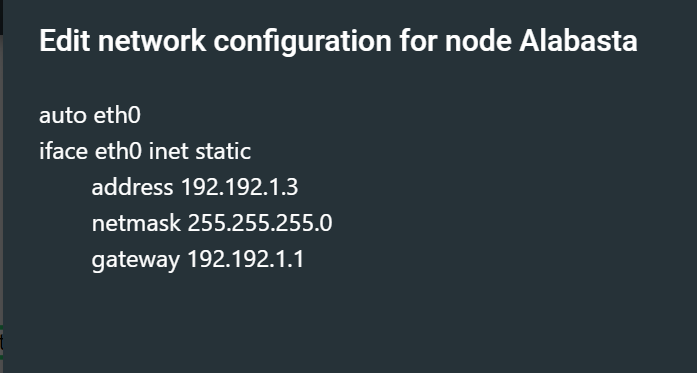 Edit network configuration for node Alabasta
auto eth0
iface eth0 inet static
address 192.192.1.3
netmask 255.255.255.0
gateway 192.192.1.1